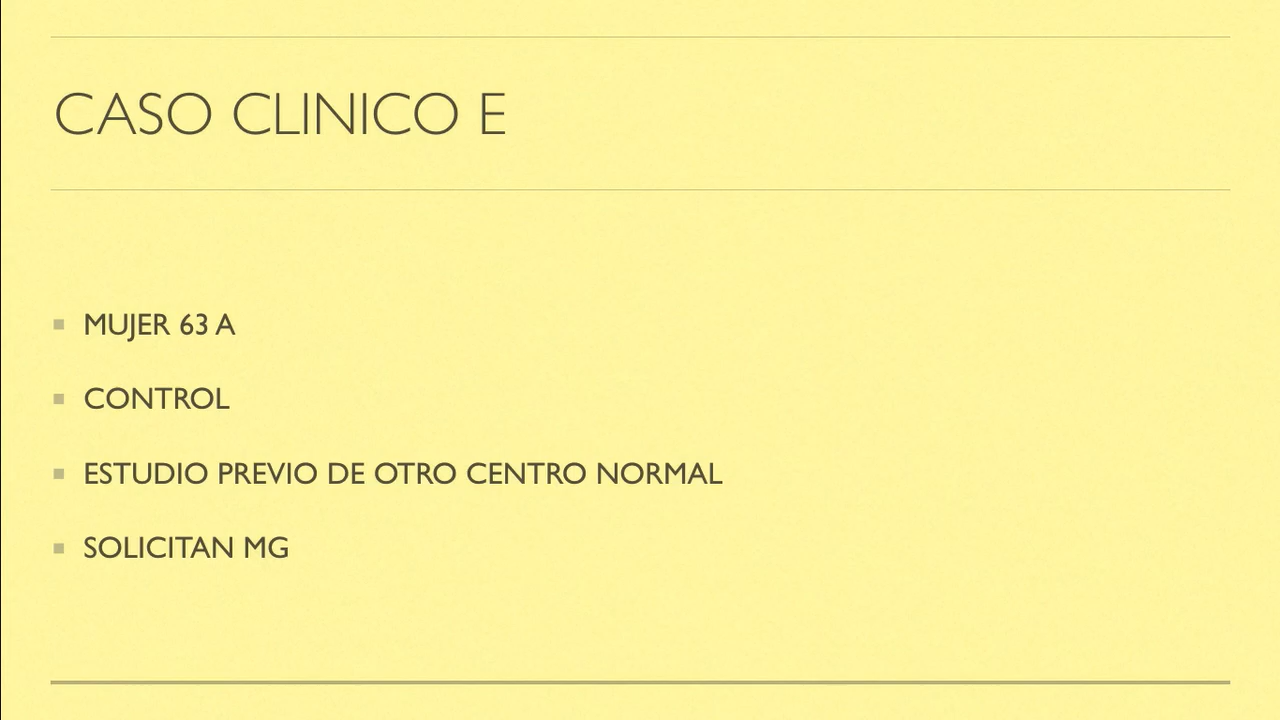 CASO CLINICO E
MUJER 63 A
CONTROL
ESTUDIO PREVIO DE OTRO CENTRO NORMAL
SOLICITAN MG